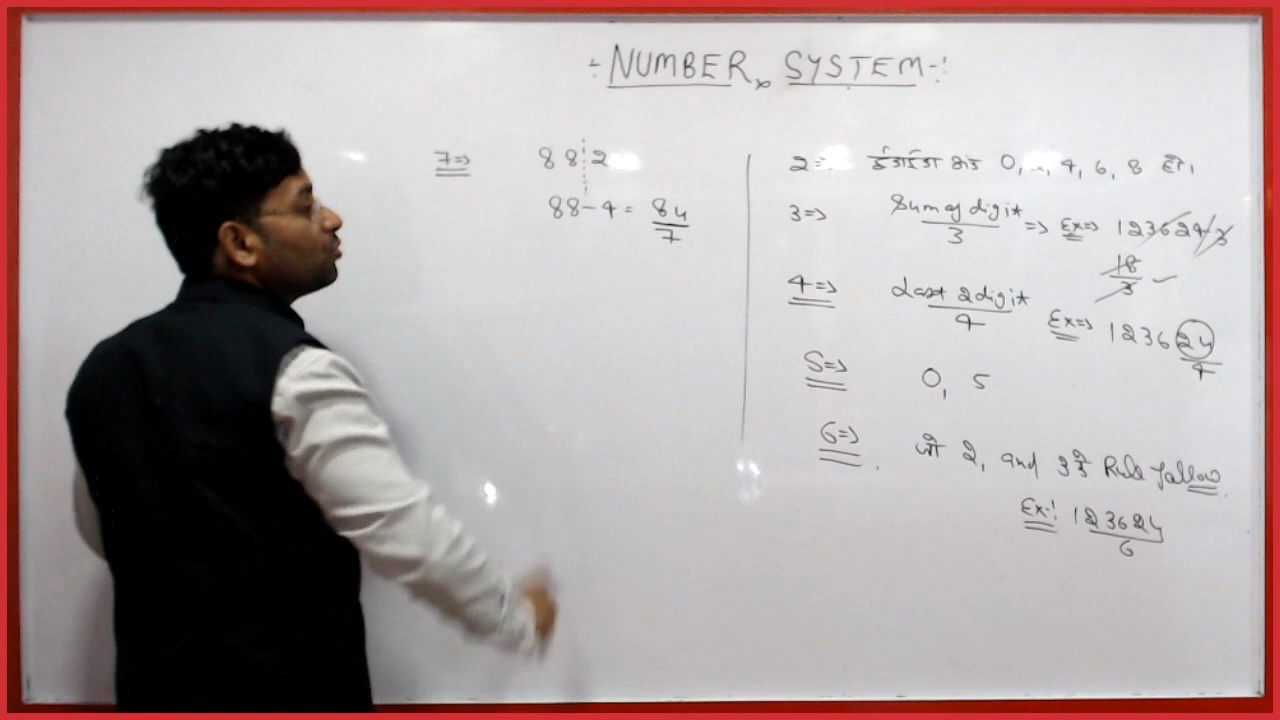 NUMBER SYSTEM
7=> 88 2
88 - 4 = 84/7
2 0, 4, 6, 8 हो।
3=> Sum of digit/3 => Ex=> 1236243
18/3 ✓
4=> Last 2 digit/4 Ex=> 123624/4
5=> 0, 5
6=> जो 2, and 3 Rule follow
Ex-: 123624/6